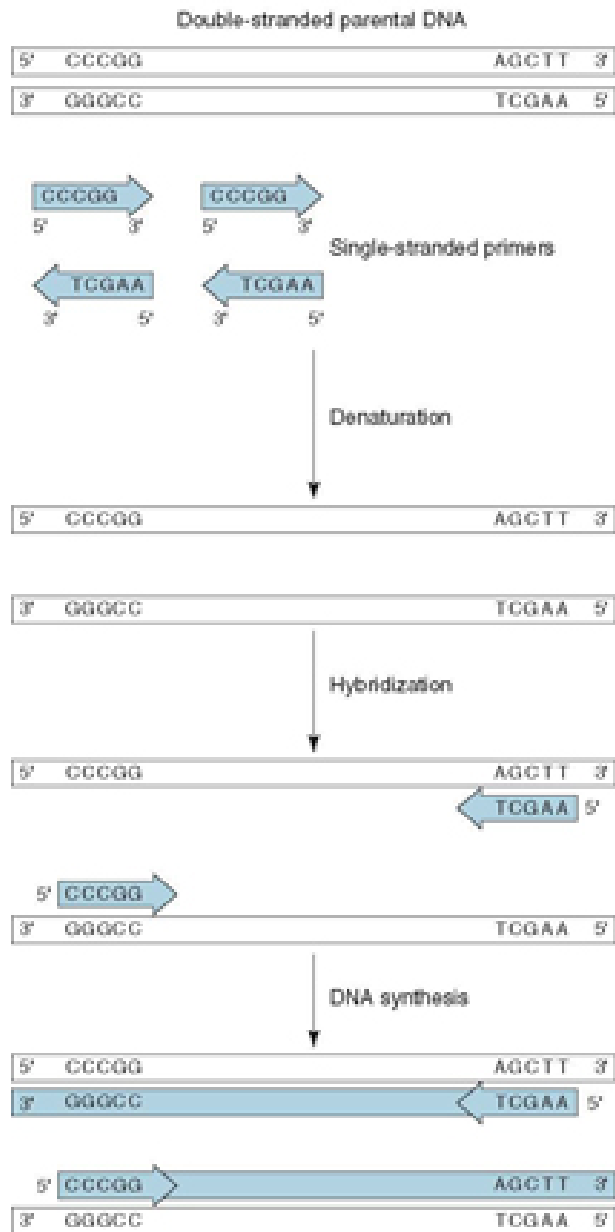 Double-stranded parental DNA
5' CCCGG AGCTT 3'
3' GGGCC TCGAA 5'
CCCGG CCCGG
5' 3' 5' 3'
Single-stranded primers
TCGAA TCGAA
3' 5' 3' 5'
Denaturation
5' CCCGG AGCTT 3'
3' GGGCC TCGAA 5'
Hybridization
5' CCCGG AGCTT 3'
TCGAA 5'
5' CCCGG
3' GGGCC TCGAA 5'
DNA synthesis
5' CCCGG AGCTT 3'
3' GGGCC TCGAA 5'
5' CCCGG AGCTT 3'
3' GGGCC TCGAA 5'